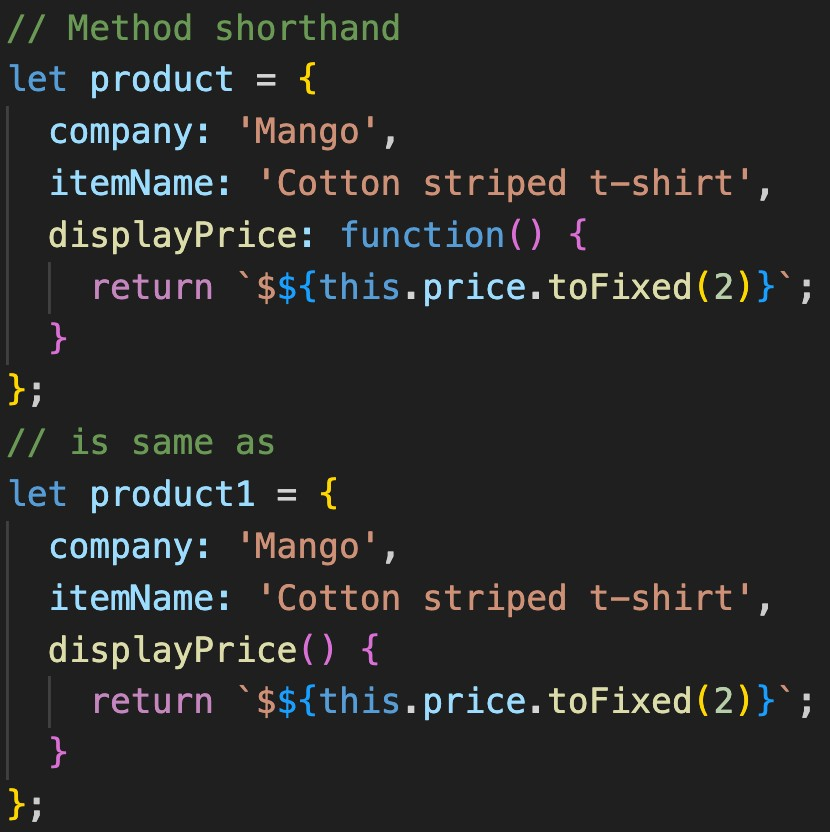 // Method shorthand
let product = {
  company: 'Mango',
  itemName: 'Cotton striped t-shirt',
  displayPrice: function() {
    return `$${this.price.toFixed(2)}`;
  }
};
// is same as
let product1 = {
  company: 'Mango',
  itemName: 'Cotton striped t-shirt',
  displayPrice() {
    return `$${this.price.toFixed(2)}`;
  }
};